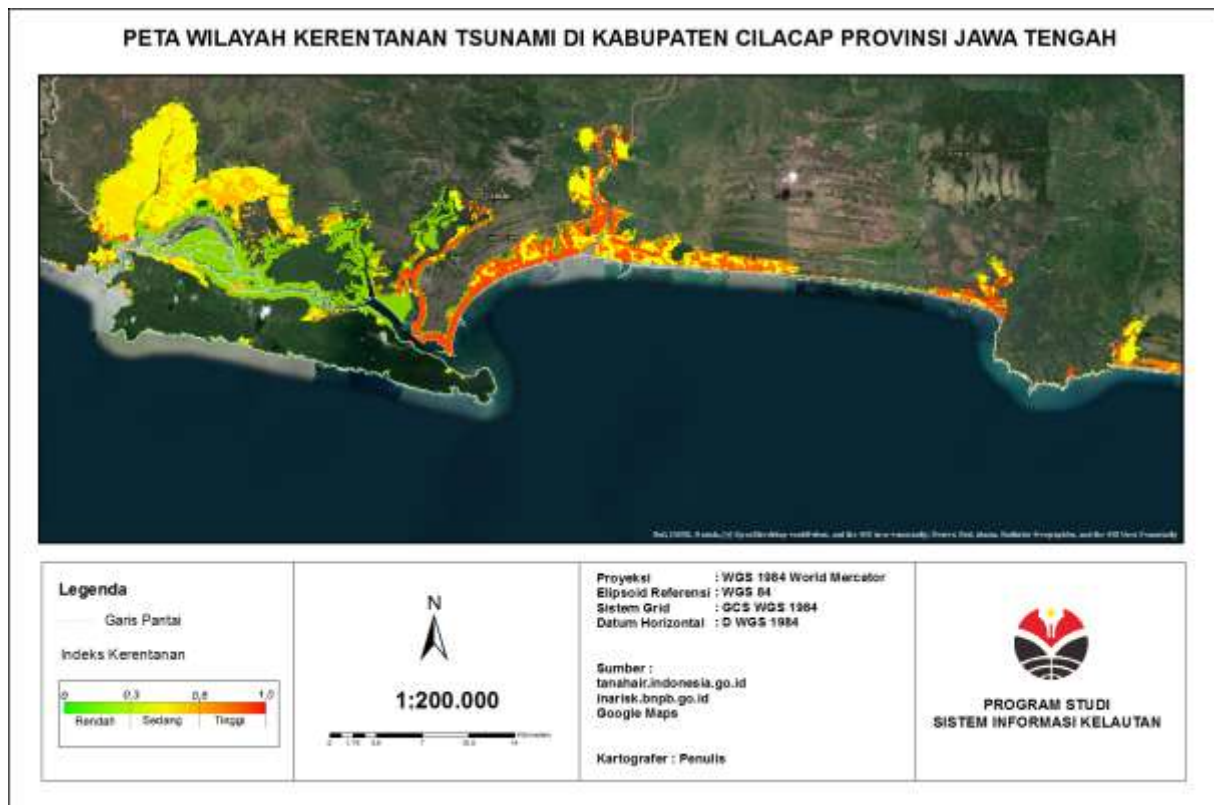 PETA WILAYAH KERENTANAN TSUNAMI DI KABUPATEN CILACAP PROVINSI JAWA TENGAH
Legenda
Garis Pantai
Indeks Kerentanan
0 0,3 0,6 1,0
Rendah Sedang Tinggi
N
1:200.000
Proyeksi : WGS 1984 World Mercator
Elipsoid Referensi : WGS 84
Sistem Grid : GCS WGS 1984
Datum Horizontal : D WGS 1984
Sumber :
tanahair.indonesia.go.id
inarisk.bnpb.go.id
Google Maps
Kartografer : Penulis
PROGRAM STUDI
SISTEM INFORMASI KELAUTAN